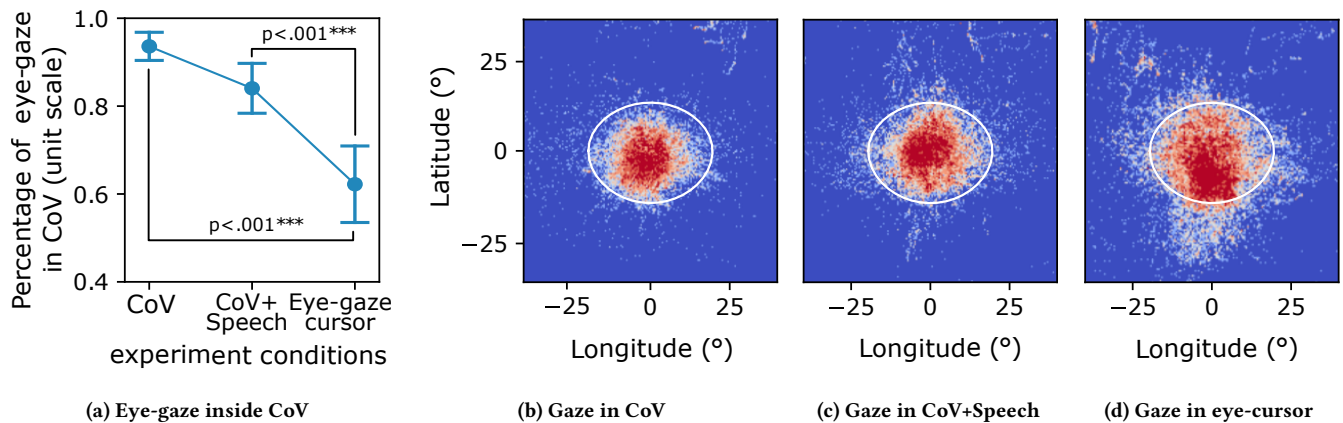 Percentage of eye-gaze
in CoV (unit scale)
1.0
0.8
0.6
0.4
p<.001***
p<.001***
CoV
CoV+
Speech
Eye-gaze
cursor
experiment conditions
(a) Eye-gaze inside CoV
Latitude (°)
25
0
−25
−25
0
25
Longitude (°)
(b) Gaze in CoV
−25
0
25
Longitude (°)
(c) Gaze in CoV+Speech
−25
0
25
Longitude (°)
(d) Gaze in eye-cursor